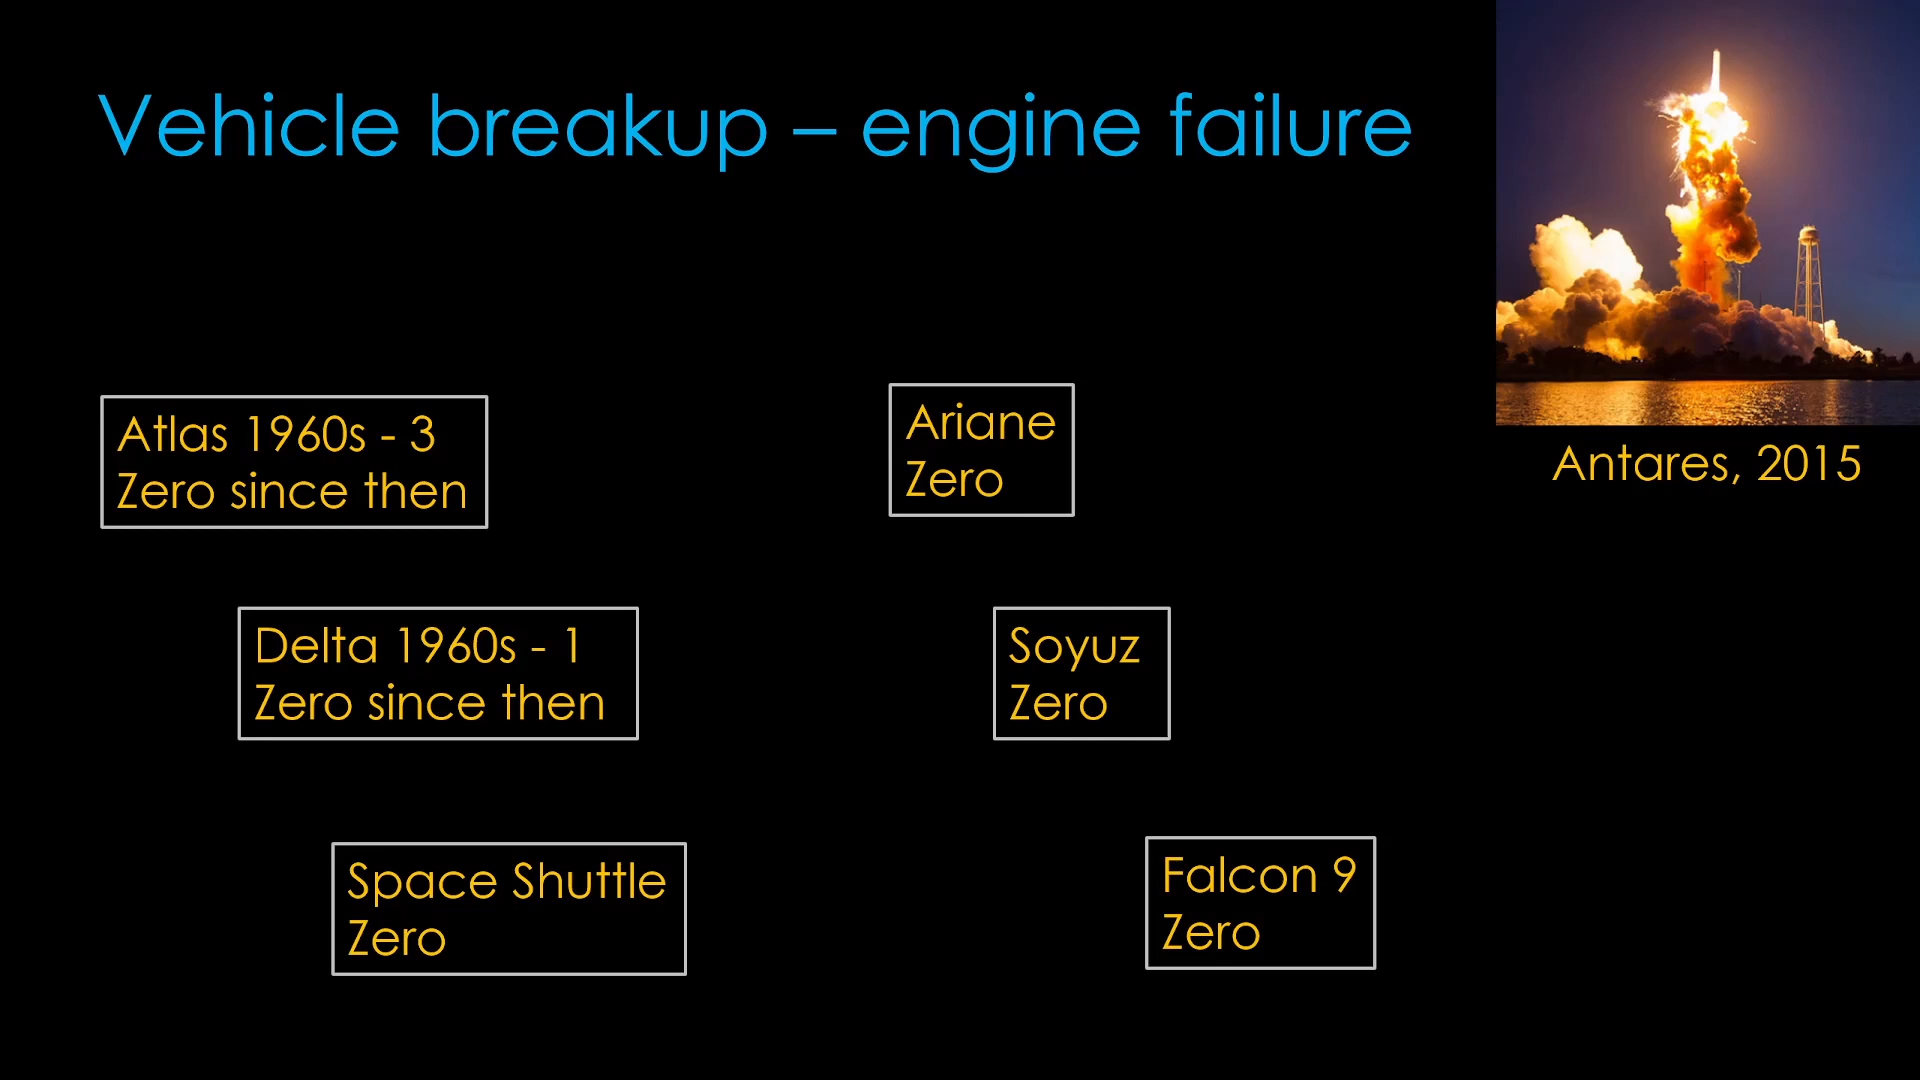 Vehicle breakup – engine failure
Atlas 1960s - 3
Zero since then
Ariane
Zero
Antares, 2015
Delta 1960s - 1
Zero since then
Soyuz
Zero
Space Shuttle
Zero
Falcon 9
Zero